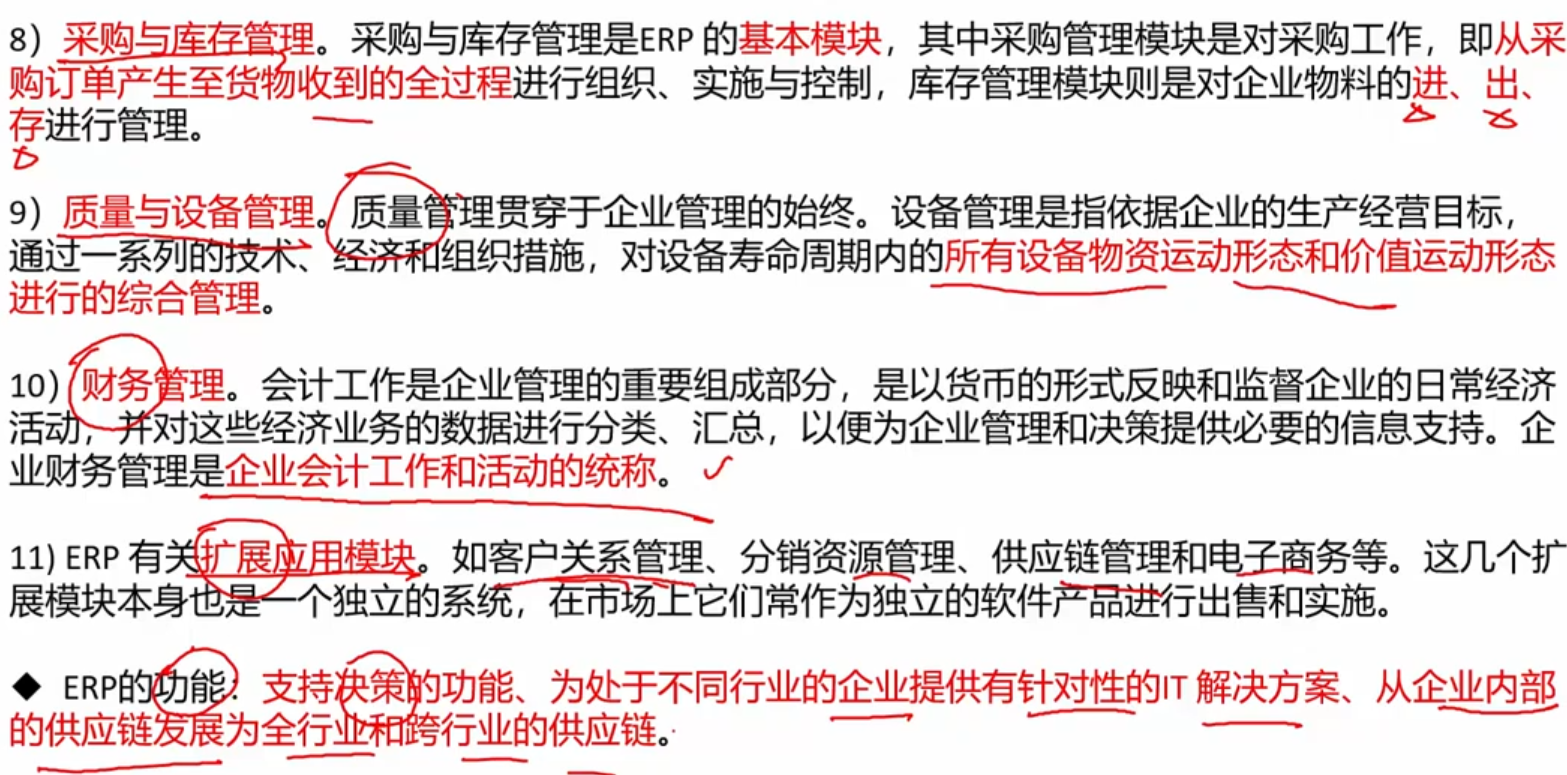 8）采购与库存管理。采购与库存管理是ERP 的基本模块，其中采购管理模块是对采购工作，即从采
购订单产生至货物收到的全过程进行组织、实施与控制，库存管理模块则是对企业物料的进、出、
存进行管理。
9）质量与设备管理。质量管理贯穿于企业管理的始终。设备管理是指依据企业的生产经营目标，
通过一系列的技术、经济和组织措施，对设备寿命周期内的所有设备物资运动形态和价值运动形态
进行的综合管理。
10）财务管理。会计工作是企业管理的重要组成部分，是以货币的形式反映和监督企业的日常经济
活动，并对这些经济业务的数据进行分类、汇总，以便为企业管理和决策提供必要的信息支持。企
业财务管理是企业会计工作和活动的统称。
11) ERP 有关扩展应用模块。如客户关系管理、分销资源管理、供应链管理和电子商务等。这几个扩
展模块本身也是一个独立的系统，在市场上它们常作为独立的软件产品进行出售和实施。
◆ ERP的功能：支持决策的功能、为处于不同行业的企业提供有针对性的IT 解决方案、从企业内部
的供应链发展为全行业和跨行业的供应链。